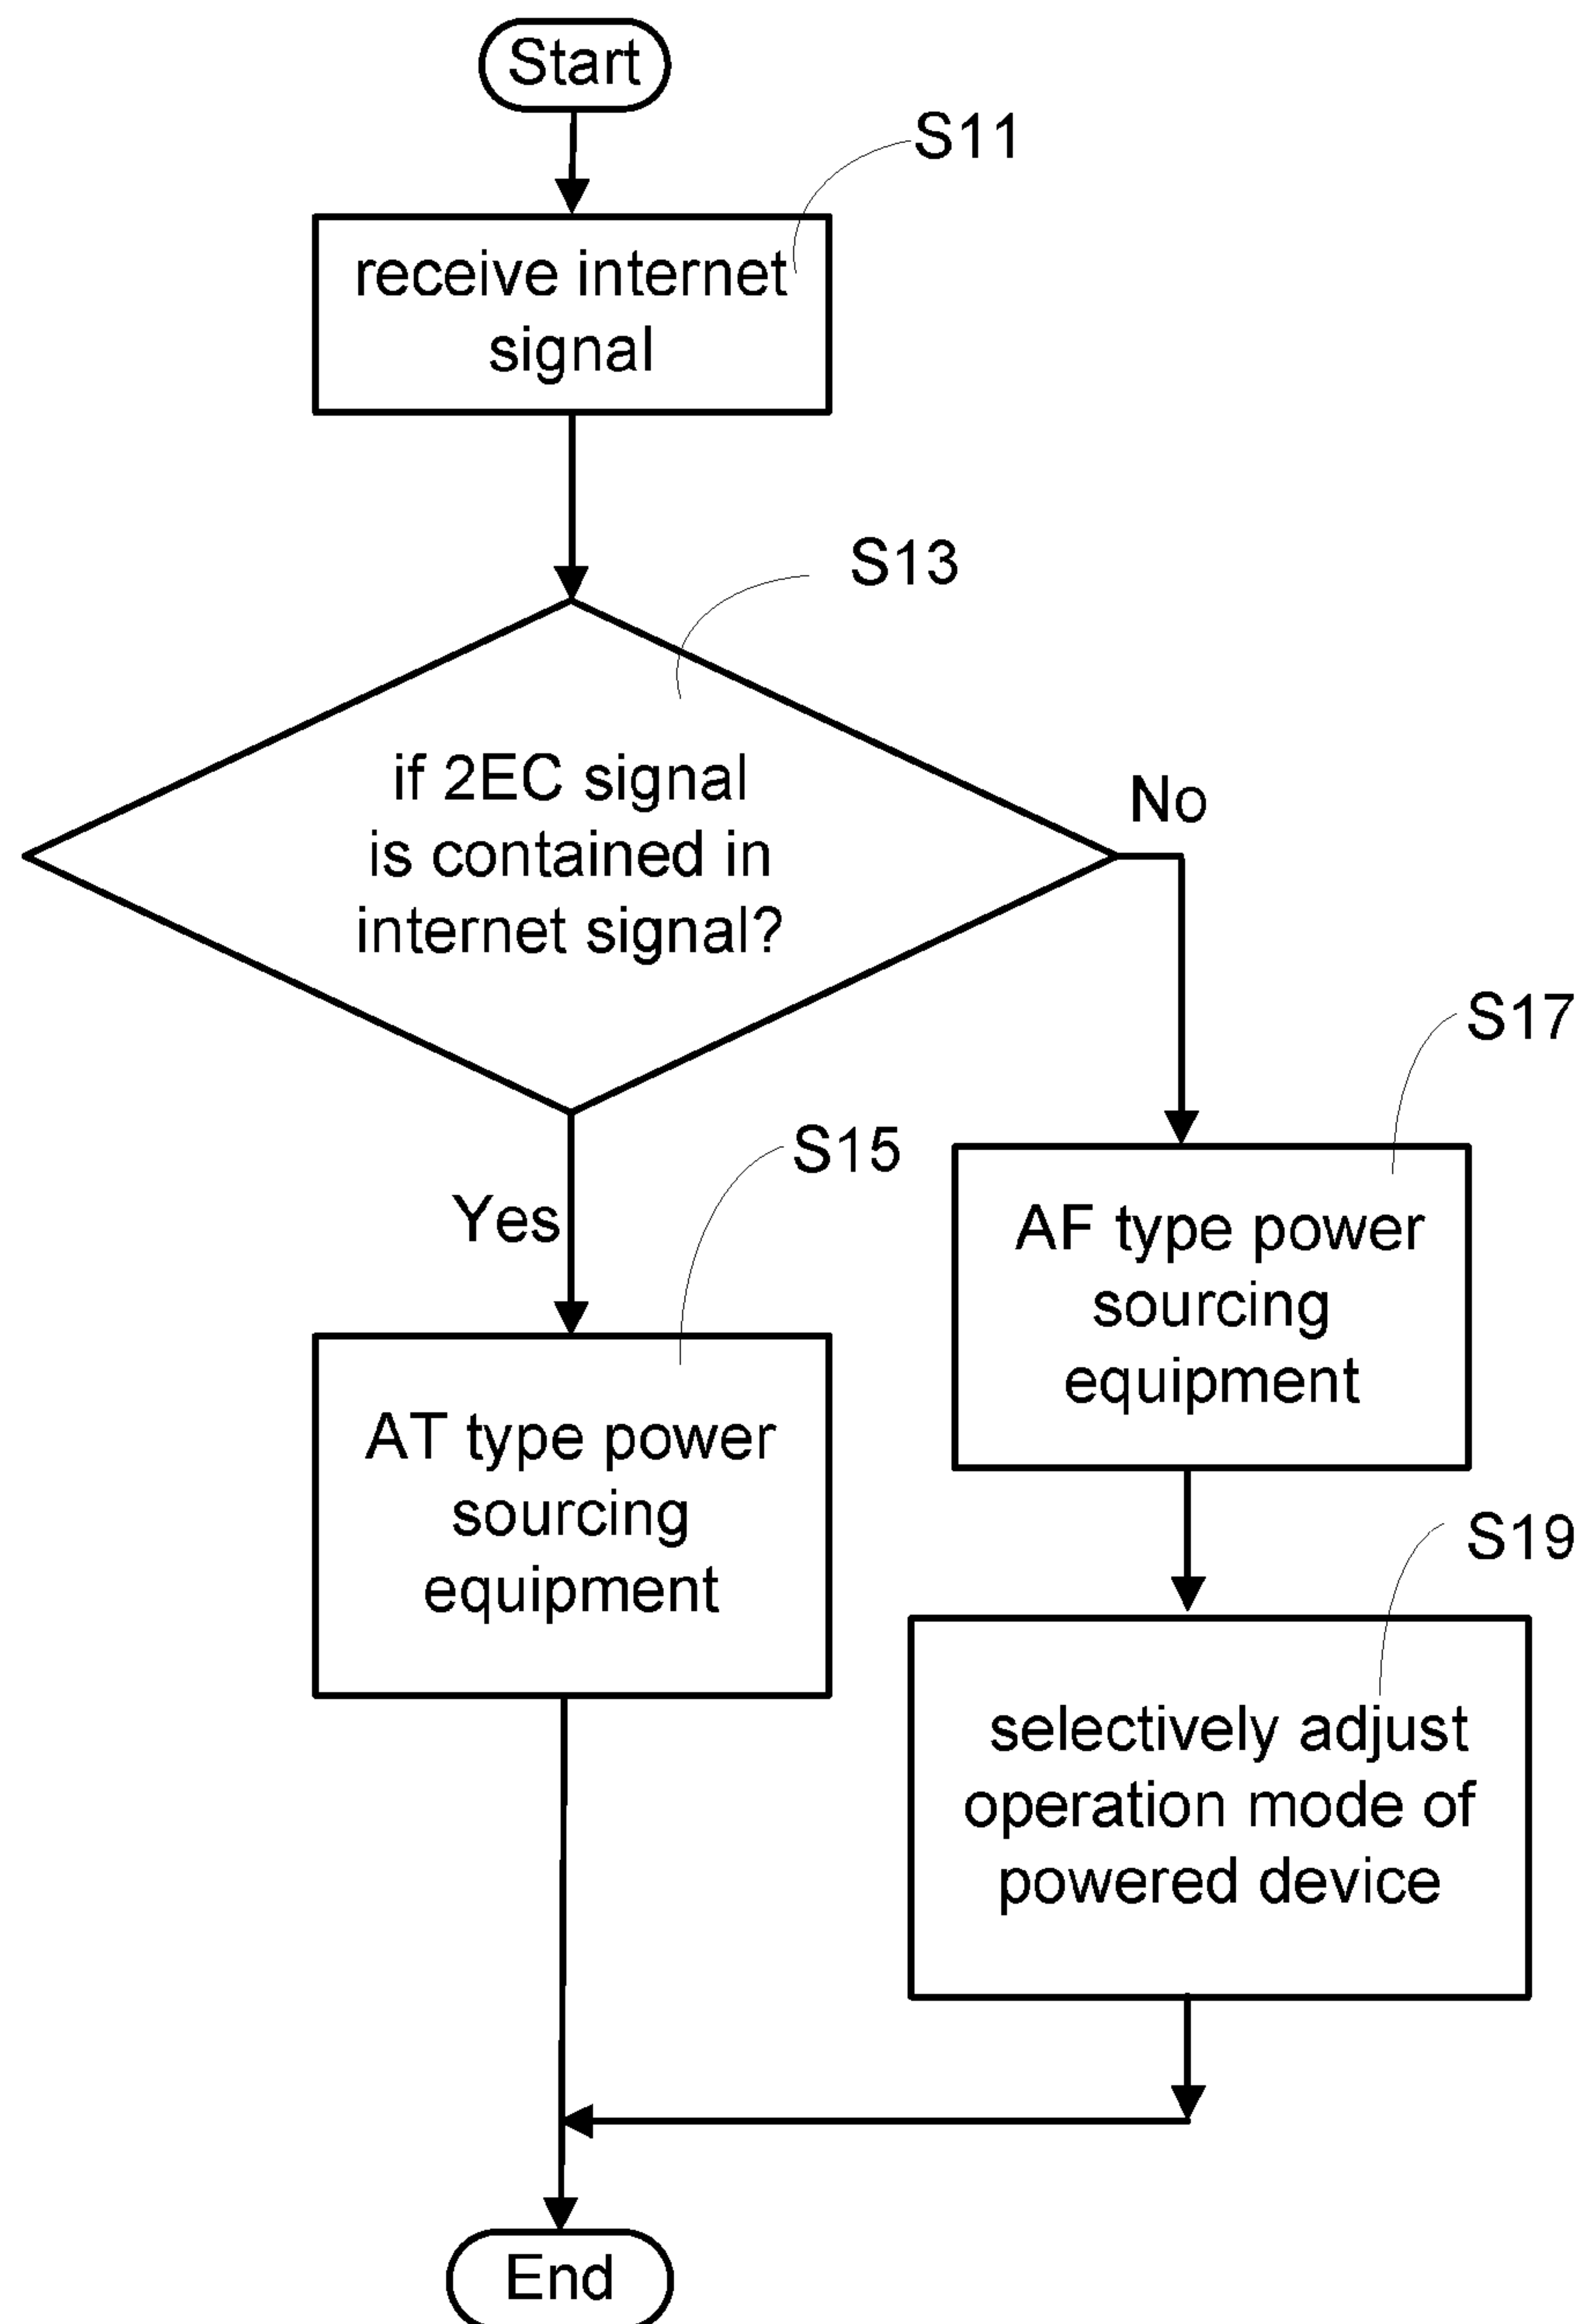 Start
S11
receive internet
signal
S13
if 2EC signal
is contained in
internet signal?
No
S17
S15
Yes
AF type power
sourcing
equipment
AT type power
sourcing
equipment
S19
selectively adjust
operation mode of
powered device
End